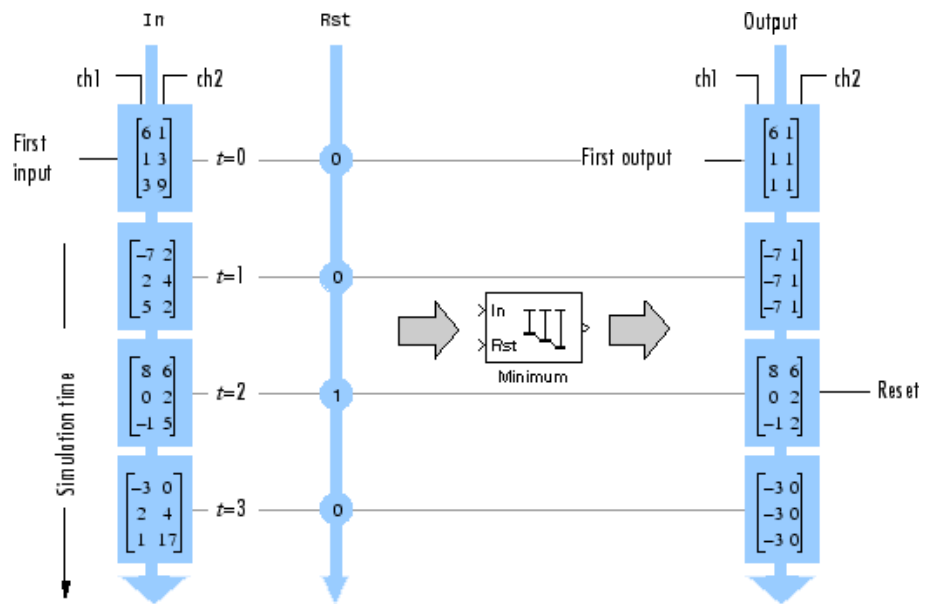 In Rst Output
ch1 ch2 ch1 ch2
First input
6 1
1 3
3 9
t=0
0
First output
6 1
1 1
1 1
-7 2
2 4
5 2
t=1
0
-7 1
-7 1
-7 1
In
Rst
Minimum
8 6
0 2
-1 5
t=2
1
8 6
0 2
-1 2
Reset
Simulation time
-3 0
2 4
1 17
t=3
0
-3 0
-3 0
-3 0